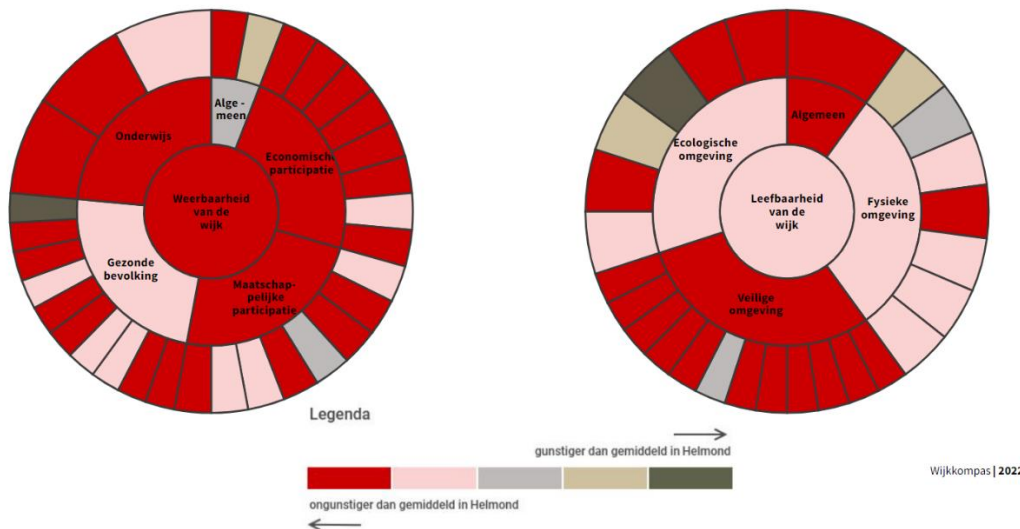 Alge -
meen
Onderwijs
Economische
participatie
Weerbaarheid
van de
wijk
Gezonde
bevolking
Maatschap-
pelijke
participatie
Algemeen
Ecologische
omgeving
Leefbaarheid
van de
wijk
Fysieke
omgeving
Veilige
omgeving
Legenda
gunstiger dan gemiddeld in Helmond
ongunstiger dan gemiddeld in Helmond
Wijkkompas | 2022